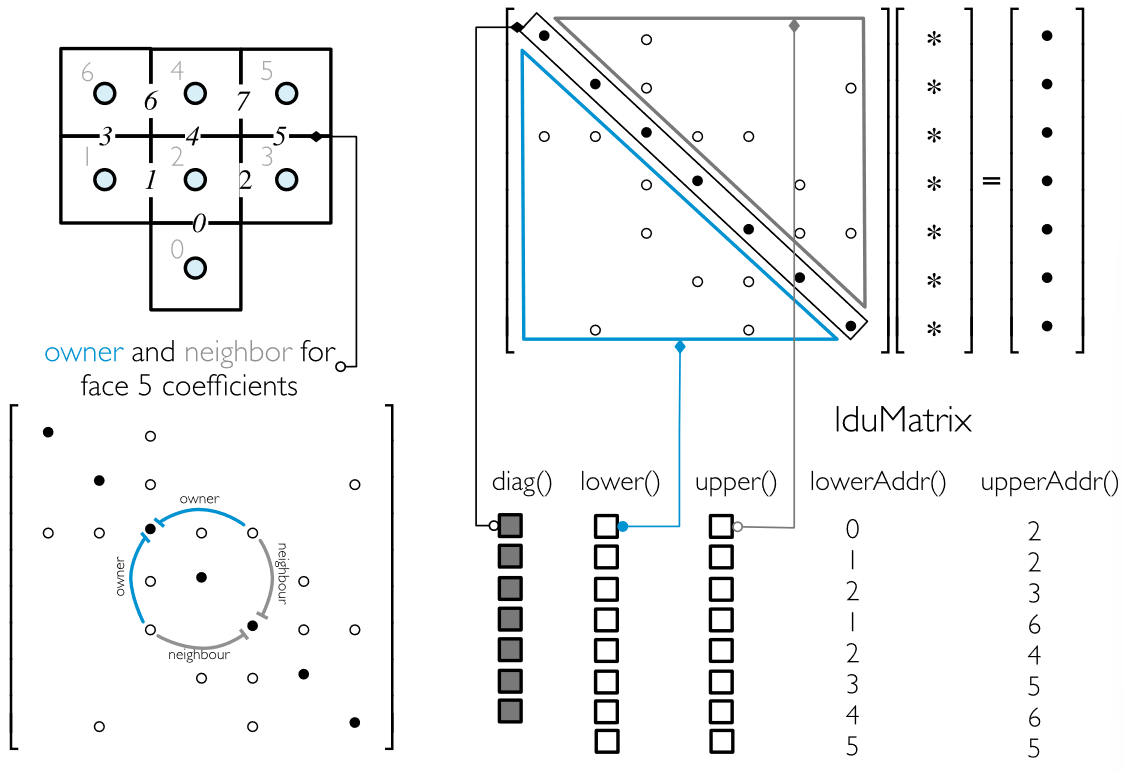 6 4 5
6 7
3 4 5
1 2 3
1 2
0
0
owner and neighbor for
face 5 coefficients
owner
owner
neighbour
neighbour
* 
*
*
* =
*
*
*
lduMatrix
diag() lower() upper() lowerAddr() upperAddr()
0 2
1 2
2 3
1 6
2 4
3 5
4 6
5 5